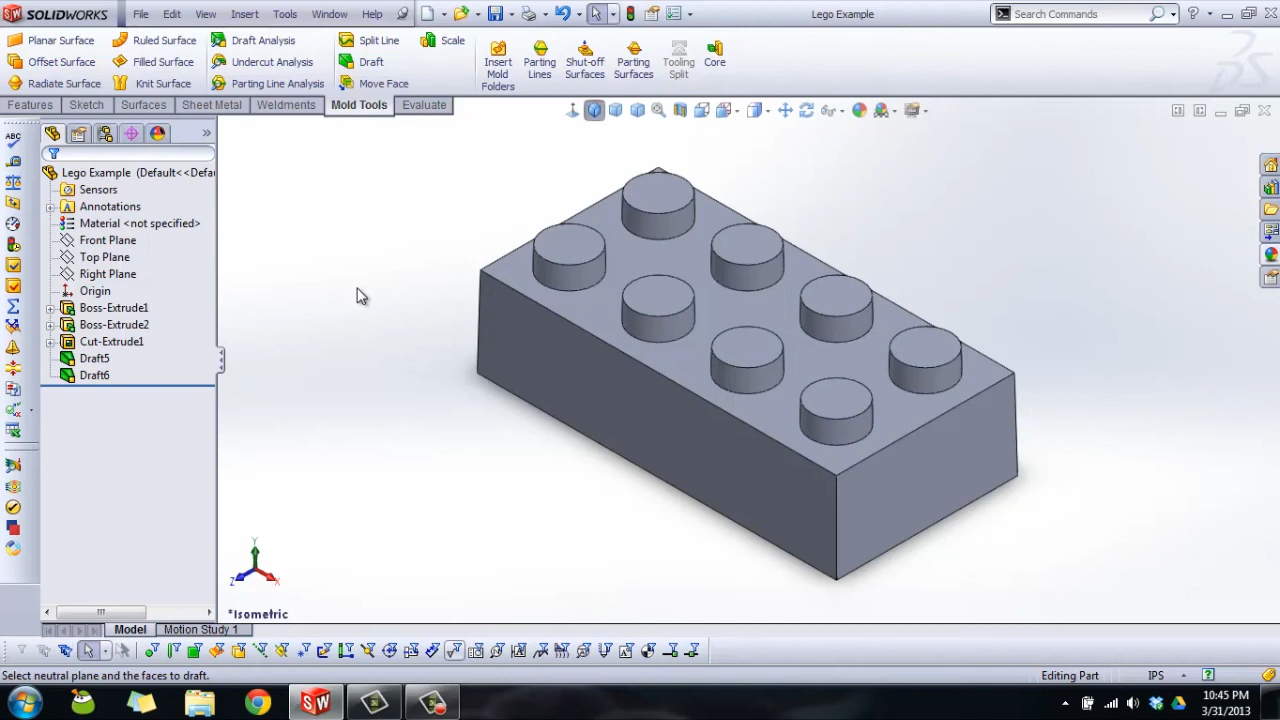 SOLIDWORKS File Edit View Insert Tools Window Help Lego Example Search Commands
Planar Surface Ruled Surface Draft Analysis Split Line Scale
Offset Surface Filled Surface Undercut Analysis Draft
Radiate Surface Knit Surface Parting Line Analysis Move Face
Insert Mold Folders
Parting Lines
Shut-off Surfaces
Parting Surfaces
Tooling Split
Core
Features Sketch Surfaces Sheet Metal Weldments Mold Tools Evaluate
Lego Example (Default<<Defau
Sensors
Annotations
Material <not specified>
Front Plane
Top Plane
Right Plane
Origin
Boss-Extrude1
Boss-Extrude2
Cut-Extrude1
Draft5
Draft6
Y
Z X
*Isometric
Model Motion Study 1
Select neutral plane and the faces to draft. Editing Part IPS
10:45 PM
3/31/2013